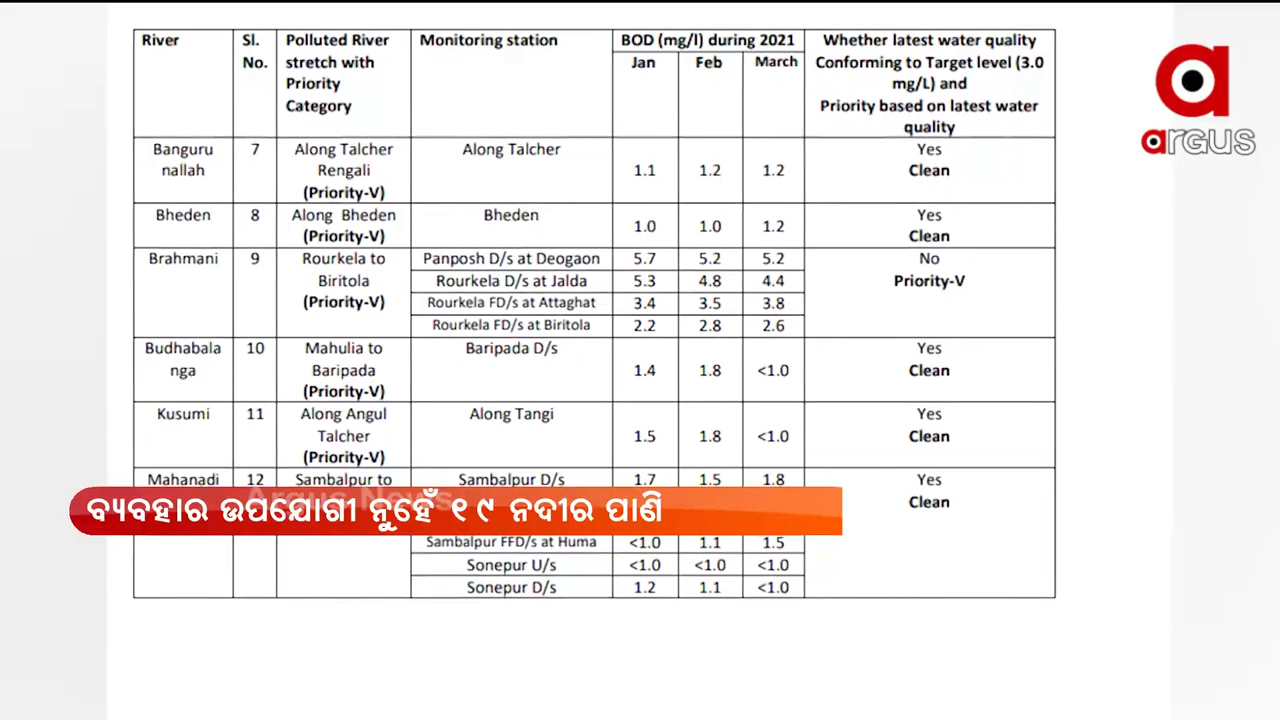 River Sl. No. Polluted River stretch with Priority Category Monitoring station BOD (mg/l) during 2021 Whether latest water quality Conforming to Target level (3.0 mg/L) and Priority based on latest water quality
Jan Feb March
Banguru nallah 7 Along Talcher Rengali (Priority-V) Along Talcher 1.1 1.2 1.2 Yes Clean
Bheden 8 Along Bheden (Priority-V) Bheden 1.0 1.0 1.2 Yes Clean
Brahmani 9 Rourkela to Biritola (Priority-V) Panposh D/s at Deogaon 5.7 5.2 5.2 No Priority-V
Rourkela D/s at Jalda 5.3 4.8 4.4
Rourkela FD/s at Attaghat 3.4 3.5 3.8
Rourkela FD/s at Biritola 2.2 2.8 2.6
Budhabala nga 10 Mahulia to Baripada (Priority-V) Baripada D/s 1.4 1.8 <1.0 Yes Clean
Kusumi 11 Along Angul Talcher (Priority-V) Along Tangi 1.5 1.8 <1.0 Yes Clean
Mahanadi 12 Sambalpur to Sambalpur D/s 1.7 1.5 1.8 Yes Clean
Sambalpur FFD/s at Huma <1.0 1.1 1.5
Sonepur U/s <1.0 <1.0 <1.0
Sonepur D/s 1.2 1.1 <1.0
argus
Argus News
ବ୍ୟବହାର ଉପଯୋଗୀ ନୁହେଁ ୧୯ ନଦୀର ପାଣି